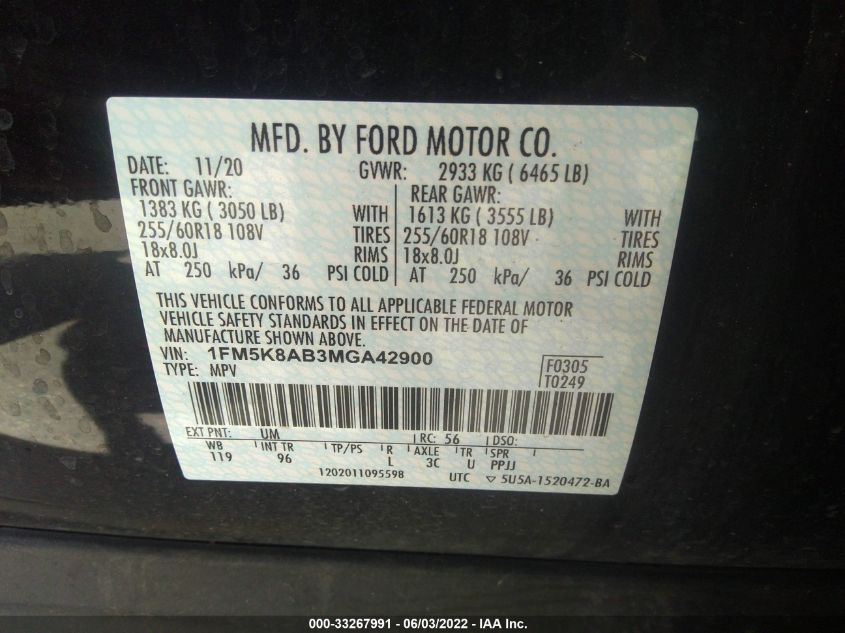 MFD. BY FORD MOTOR CO.
DATE: 11/20 GVWR: 2933 KG ( 6465 LB)
FRONT GAWR: REAR GAWR:
1383 KG ( 3050 LB) WITH 1613 KG ( 3555 LB) WITH
255/60R18 108V TIRES 255/60R18 108V TIRES
18x8.0J RIMS 18x8.0J RIMS
AT 250 kPa/ 36 PSI COLD AT 250 kPa/ 36 PSI COLD
THIS VEHICLE CONFORMS TO ALL APPLICABLE FEDERAL MOTOR
VEHICLE SAFETY STANDARDS IN EFFECT ON THE DATE OF
MANUFACTURE SHOWN ABOVE.
VIN: 1FM5K8AB3MGA42900 F0305
TYPE: MPV T0249
EXT PNT: UM RC: 56 DSO:
WB INT TR TP/PS R AXLE TR SPR
119 96 L 3C U PPJJ
1202011095598 UTC ▽ 5U5A-1520472-BA
000-33267991 - 06/03/2022 - IAA Inc.